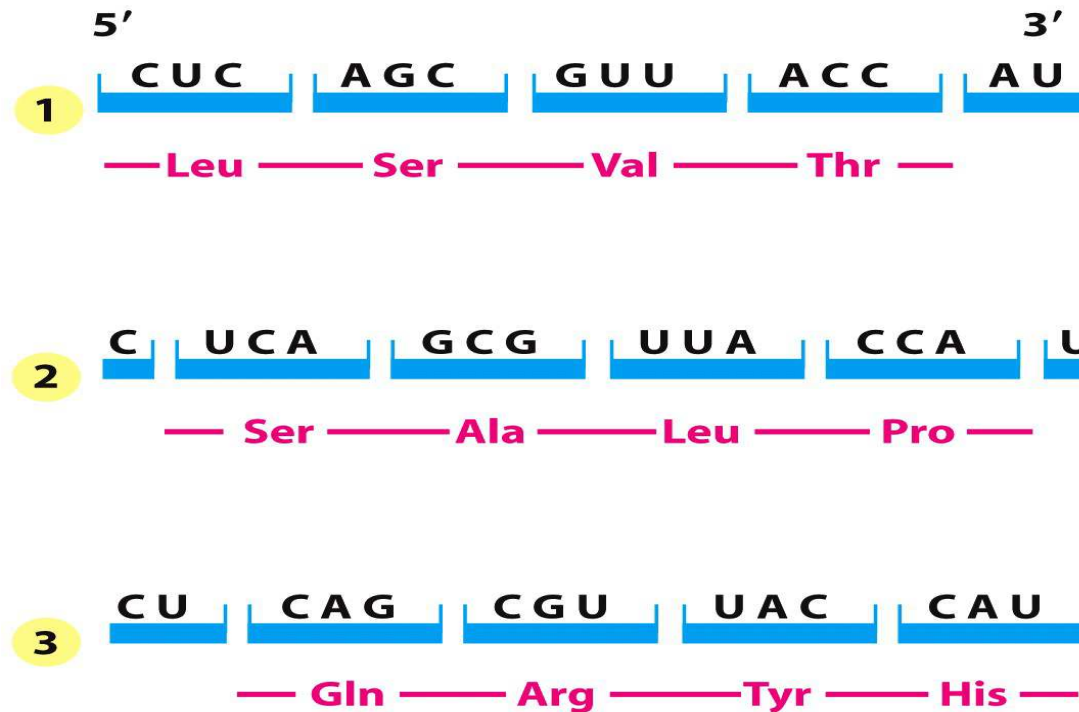 5′ 3′
CUC AGC GUU ACC AU
1
Leu Ser Val Thr
C UCA GCG UUA CCA U
2
Ser Ala Leu Pro
CU CAG CGU UAC CAU
3
Gln Arg Tyr His